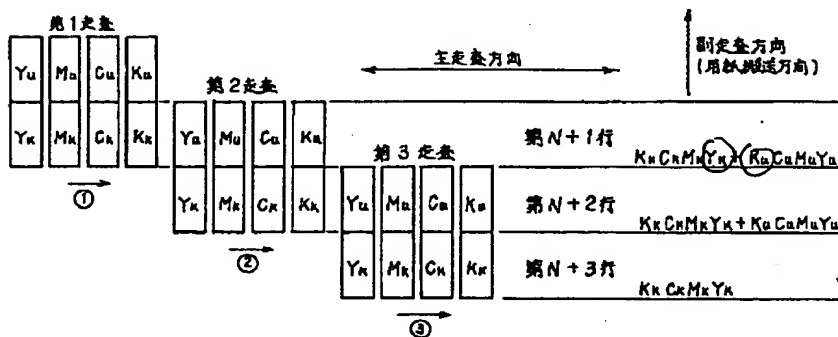 第1走査
Yu Mu Cu Ku
Yk Mk Ck Kk
①
第2走査
Yu Mu Cu Ku
Yk Mk Ck Kk
②
第3走査
Yu Mu Cu Ku
Yk Mk Ck Kk
③
主走査方向
副走査方向
(用紙搬送方向)
第N+1行
KkCkMkYk+KuCuMuYu
第N+2行
KkCkMkYk+KuCuMuYu
第N+3行
KkCkMkYk